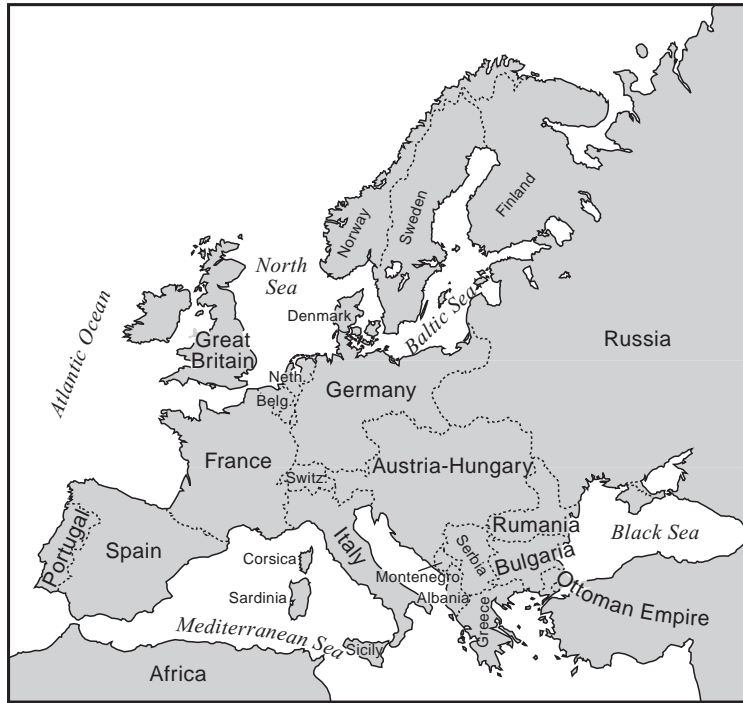 Norway
Sweden
Finland
North
Sea
Atlantic Ocean
Denmark
Baltic Sea
Great
Britain
Russia
Neth.
Belg.
Germany
France
Switz.
Austria-Hungary
Portugal
Spain
Italy
Rumania
Black Sea
Corsica
Serbia
Bulgaria
Montenegro
Sardinia
Albania
Ottoman Empire
Greece
Mediterranean Sea
Sicily
Africa